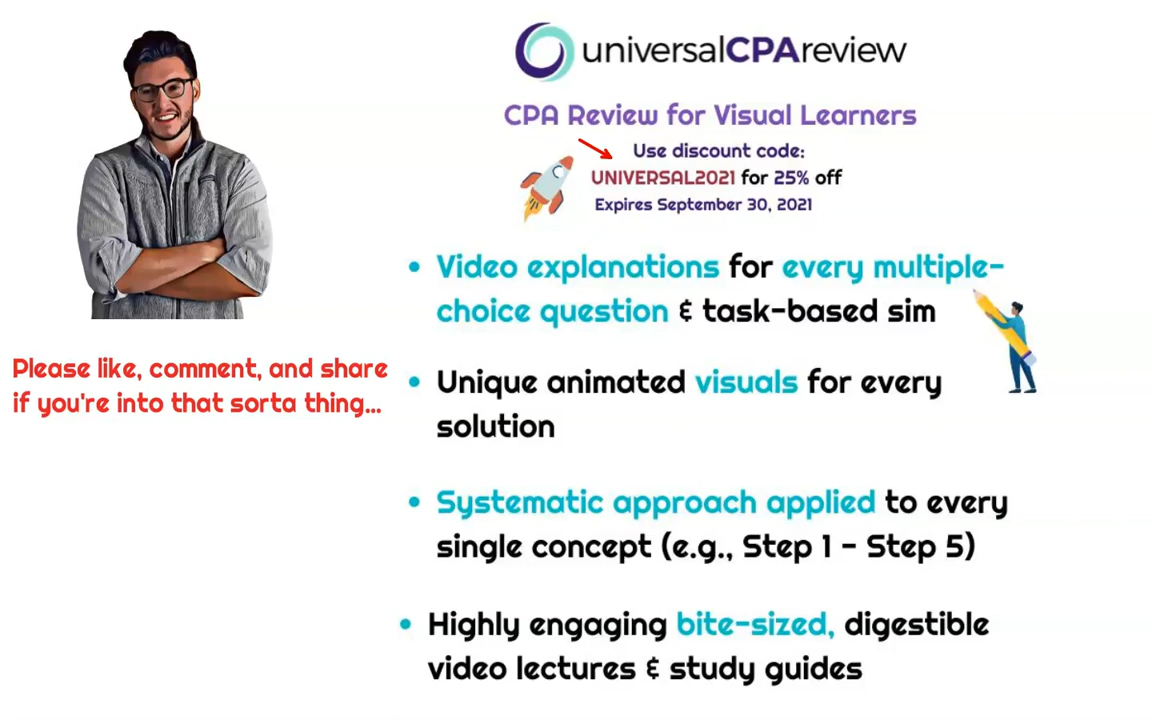 universalCPAreview
CPA Review for Visual Learners
Use discount code:
UNIVERSAL2021 for 25% off
Expires September 30, 2021
Please like, comment, and share
if you're into that sorta thing...
• Video explanations for every multiple-
choice question & task-based sim
• Unique animated visuals for every
solution
• Systematic approach applied to every
single concept (e.g., Step 1 - Step 5)
• Highly engaging bite-sized, digestible
video lectures & study guides